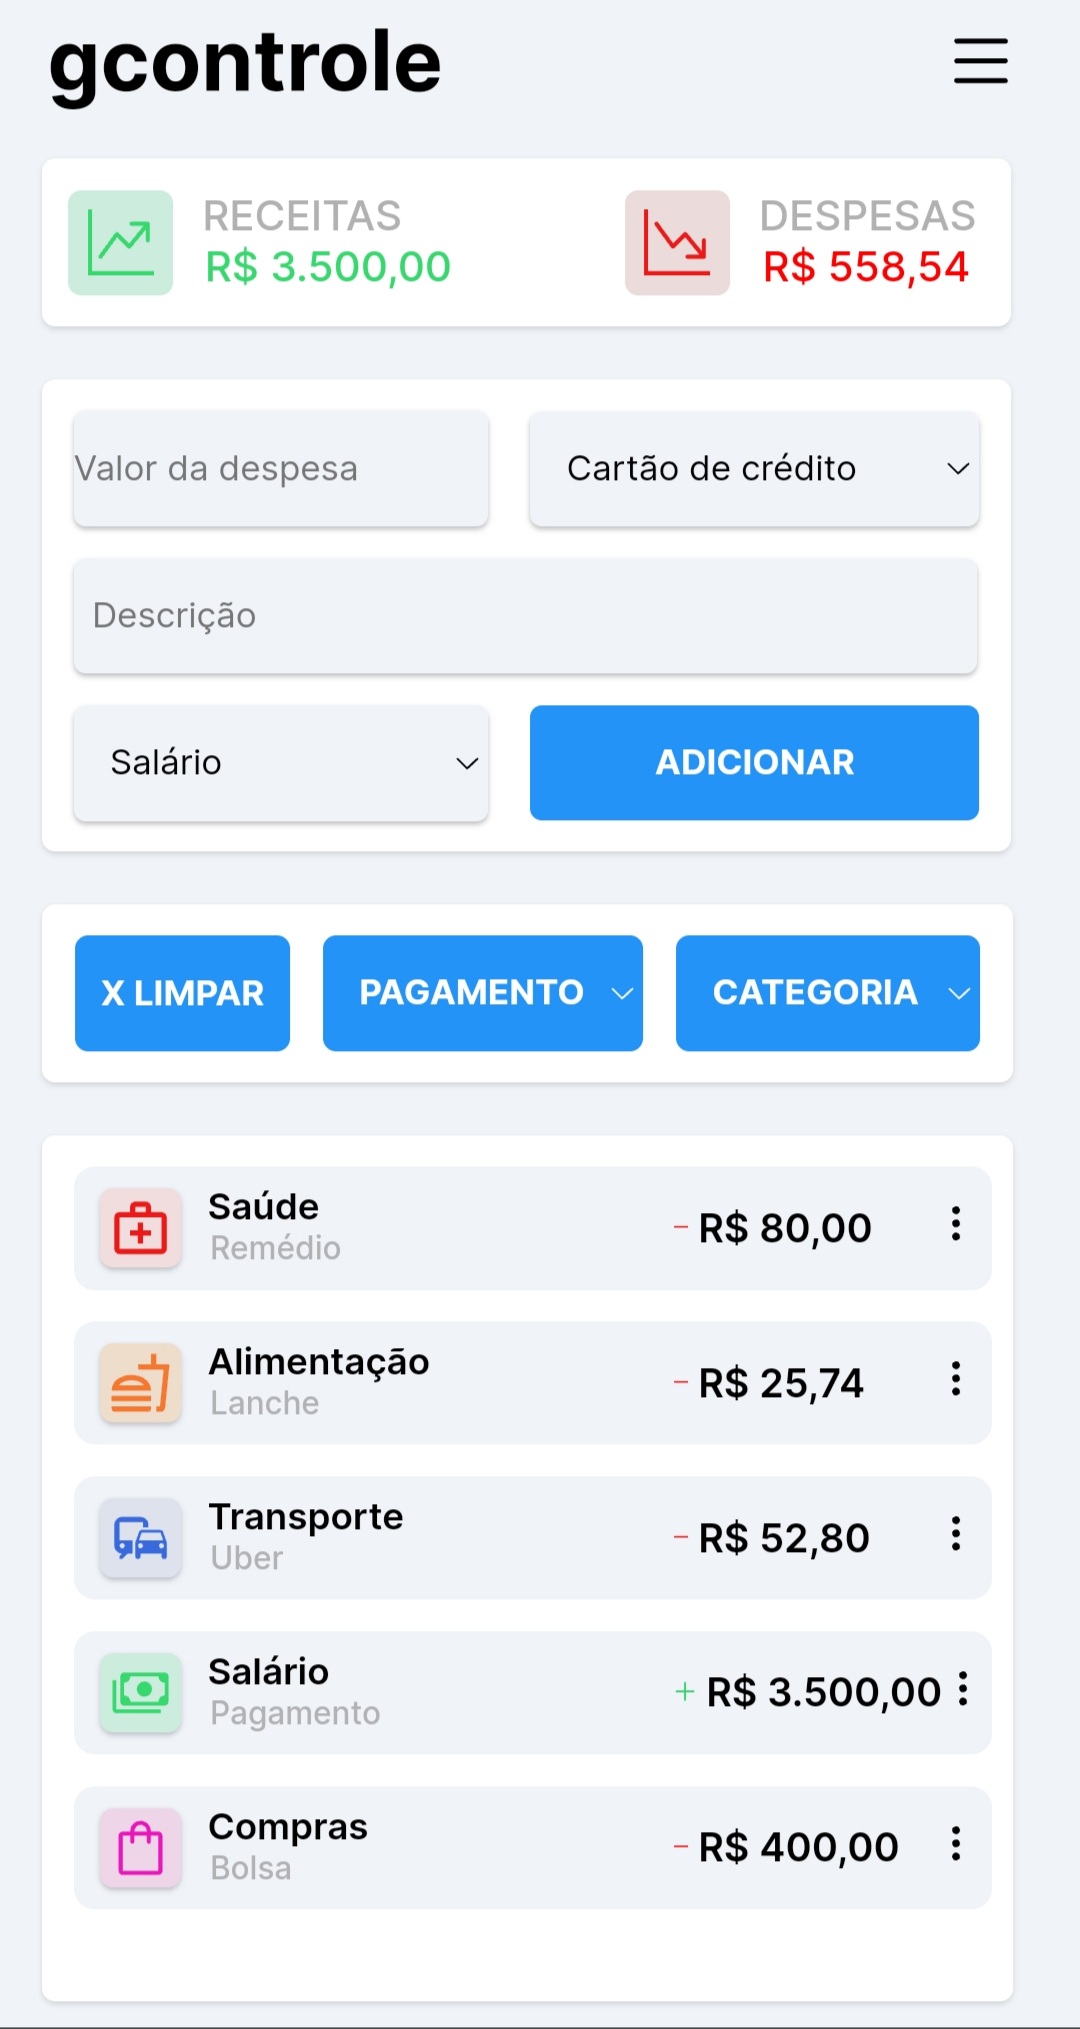 gcontrole
RECEITAS
R$ 3.500,00
DESPESAS
R$ 558,54
Valor da despesa
Cartão de crédito
Descrição
Salário
ADICIONAR
X LIMPAR
PAGAMENTO
CATEGORIA
Saúde
Remédio
- R$ 80,00
Alimentação
Lanche
- R$ 25,74
Transporte
Uber
- R$ 52,80
Salário
Pagamento
+ R$ 3.500,00
Compras
Bolsa
- R$ 400,00